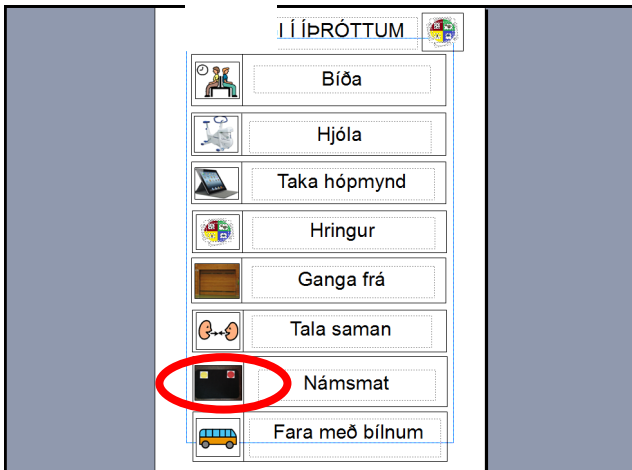 I Í ÍÞRÓTTUM
Bíða
Hjóla
Taka hópmynd
Hringur
Ganga frá
Tala saman
Námsmat
Fara með bílnum